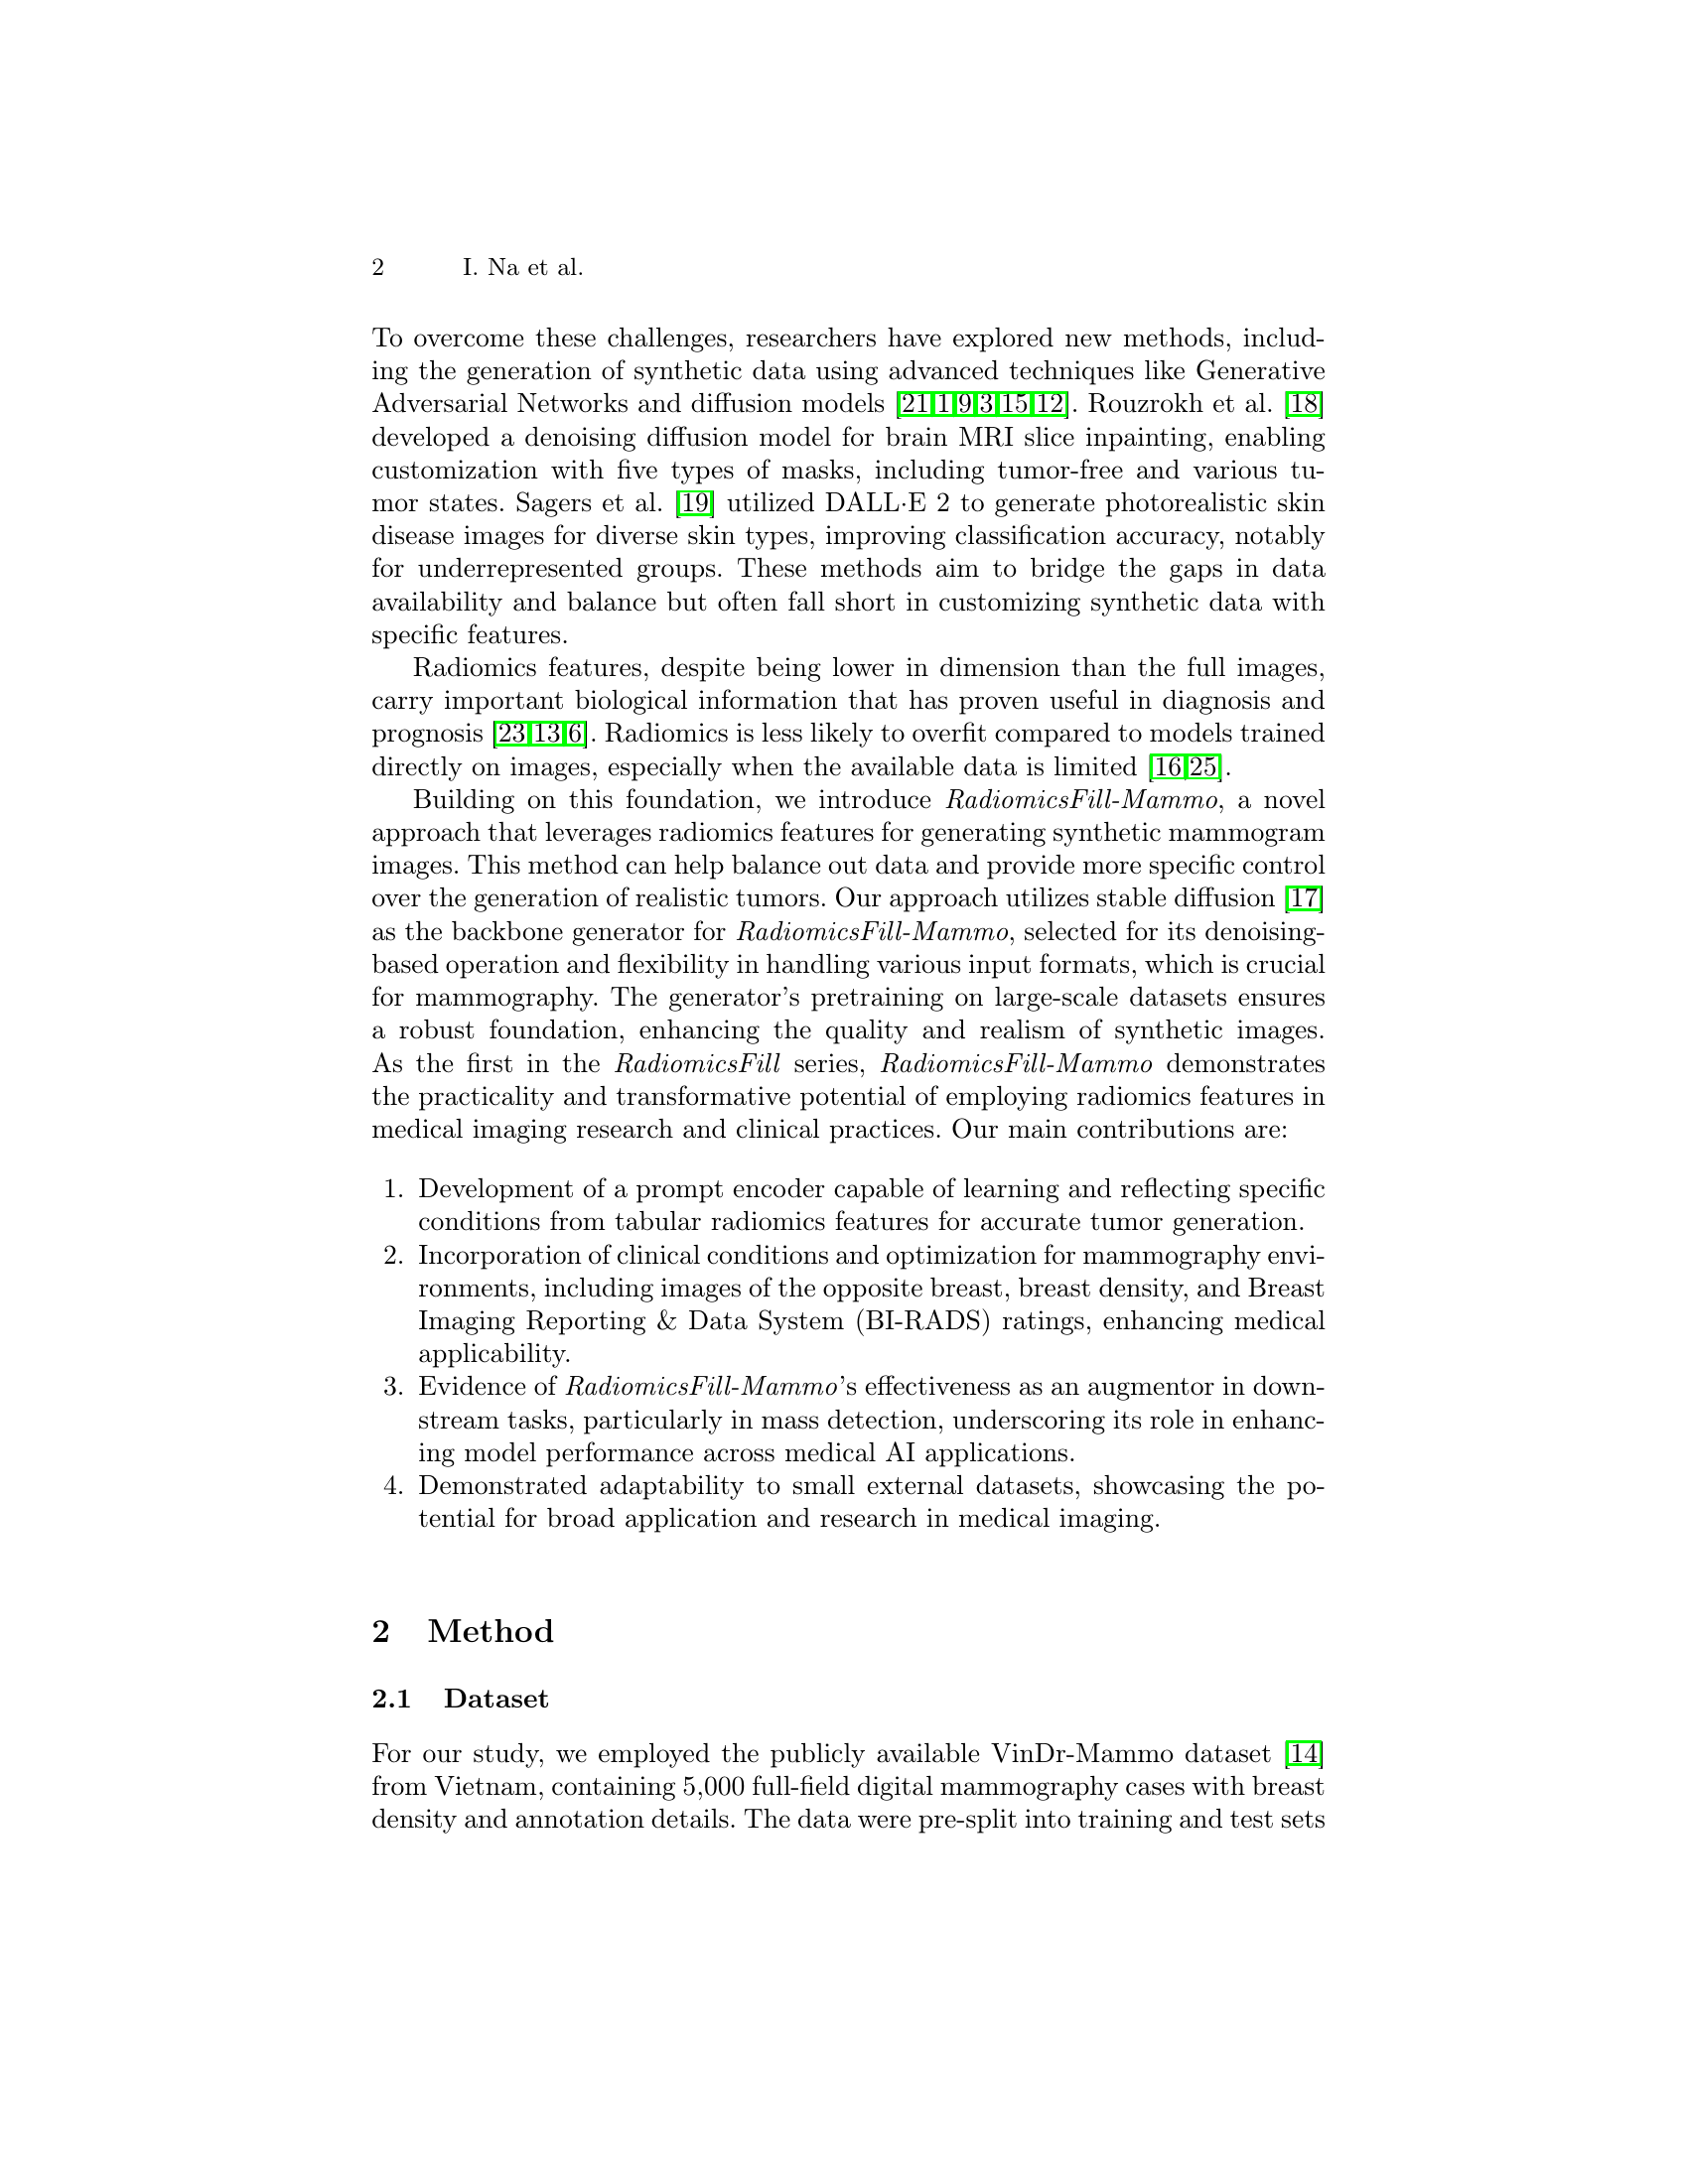 2 I. Na et al.
To overcome these challenges, researchers have explored new methods, includ-
ing the generation of synthetic data using advanced techniques like Generative
Adversarial Networks and diffusion models [21,1,9,3,15,12]. Rouzrokh et al. [18]
developed a denoising diffusion model for brain MRI slice inpainting, enabling
customization with five types of masks, including tumor-free and various tu-
mor states. Sagers et al. [19] utilized DALL·E 2 to generate photorealistic skin
disease images for diverse skin types, improving classification accuracy, notably
for underrepresented groups. These methods aim to bridge the gaps in data
availability and balance but often fall short in customizing synthetic data with
specific features.
Radiomics features, despite being lower in dimension than the full images,
carry important biological information that has proven useful in diagnosis and
prognosis [23,13,6]. Radiomics is less likely to overfit compared to models trained
directly on images, especially when the available data is limited [16,25].
Building on this foundation, we introduce RadiomicsFill-Mammo, a novel
approach that leverages radiomics features for generating synthetic mammogram
images. This method can help balance out data and provide more specific control
over the generation of realistic tumors. Our approach utilizes stable diffusion [17]
as the backbone generator for RadiomicsFill-Mammo, selected for its denoising-
based operation and flexibility in handling various input formats, which is crucial
for mammography. The generator's pretraining on large-scale datasets ensures
a robust foundation, enhancing the quality and realism of synthetic images.
As the first in the RadiomicsFill series, RadiomicsFill-Mammo demonstrates
the practicality and transformative potential of employing radiomics features in
medical imaging research and clinical practices. Our main contributions are:
1. Development of a prompt encoder capable of learning and reflecting specific
conditions from tabular radiomics features for accurate tumor generation.
2. Incorporation of clinical conditions and optimization for mammography envi-
ronments, including images of the opposite breast, breast density, and Breast
Imaging Reporting & Data System (BI-RADS) ratings, enhancing medical
applicability.
3. Evidence of RadiomicsFill-Mammo's effectiveness as an augmentor in down-
stream tasks, particularly in mass detection, underscoring its role in enhanc-
ing model performance across medical AI applications.
4. Demonstrated adaptability to small external datasets, showcasing the po-
tential for broad application and research in medical imaging.
2 Method
2.1 Dataset
For our study, we employed the publicly available VinDr-Mammo dataset [14]
from Vietnam, containing 5,000 full-field digital mammography cases with breast
density and annotation details. The data were pre-split into training and test sets